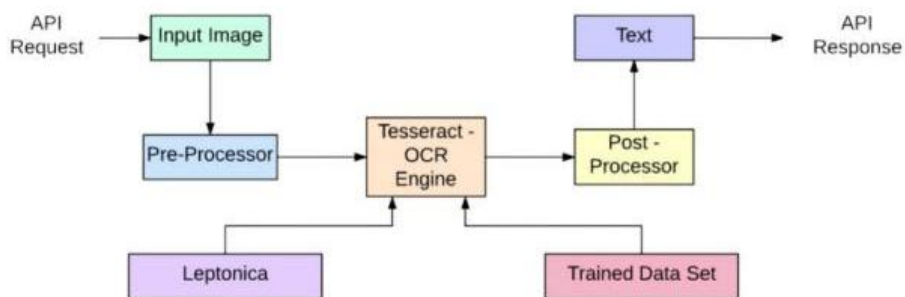 API
Request
Input Image
Text
API
Response
Pre-Processor
Tesseract -
OCR
Engine
Post -
Processor
Leptonica
Trained Data Set